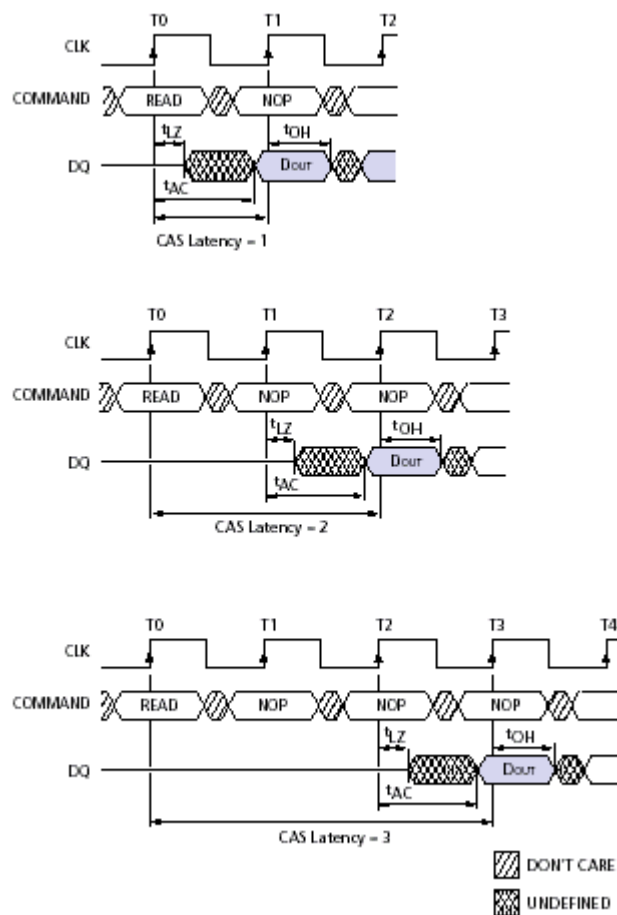 T0 T1 T2
CLK
COMMAND READ NOP
tLZ tOH
DQ DOUT
tAC
CAS Latency = 1
T0 T1 T2 T3
CLK
COMMAND READ NOP NOP
tLZ tOH
DQ DOUT
tAC
CAS Latency = 2
T0 T1 T2 T3 T4
CLK
COMMAND READ NOP NOP NOP
tLZ tOH
DQ DOUT
tAC
CAS Latency = 3
DON'T CARE
UNDEFINED